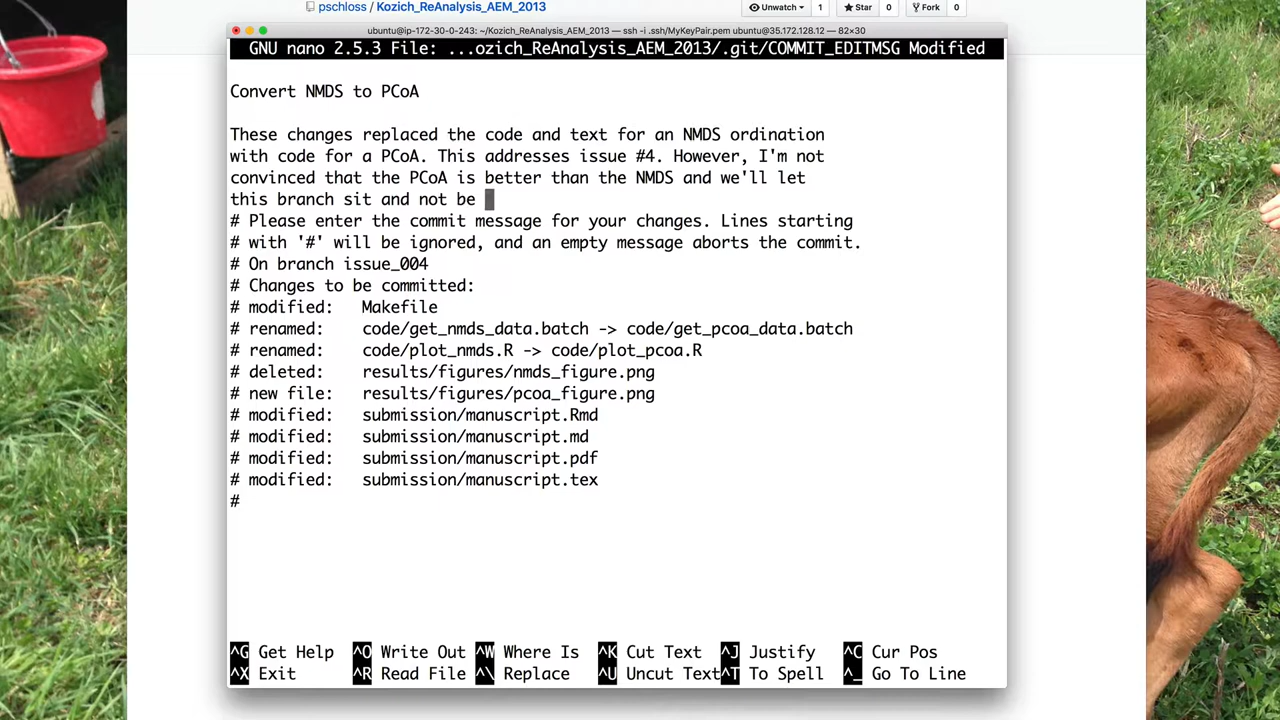 pschloss / Kozich_ReAnalysis_AEM_2013
Unwatch 1 Star 0 Fork 0
ubuntu@ip-172-30-0-243: ~/Kozich_ReAnalysis_AEM_2013 — ssh -i .ssh/MyKeyPair.pem ubuntu@35.172.128.12 — 82×30
GNU nano 2.5.3 File: ...ozich_ReAnalysis_AEM_2013/.git/COMMIT_EDITMSG Modified
Convert NMDS to PCoA
These changes replaced the code and text for an NMDS ordination
with code for a PCoA. This addresses issue #4. However, I'm not
convinced that the PCoA is better than the NMDS and we'll let
this branch sit and not be
# Please enter the commit message for your changes. Lines starting
# with '#' will be ignored, and an empty message aborts the commit.
# On branch issue_004
# Changes to be committed:
# modified: Makefile
# renamed: code/get_nmds_data.batch -> code/get_pcoa_data.batch
# renamed: code/plot_nmds.R -> code/plot_pcoa.R
# deleted: results/figures/nmds_figure.png
# new file: results/figures/pcoa_figure.png
# modified: submission/manuscript.Rmd
# modified: submission/manuscript.md
# modified: submission/manuscript.pdf
# modified: submission/manuscript.tex
#
^G Get Help ^O Write Out ^W Where Is ^K Cut Text ^J Justify ^C Cur Pos
^X Exit ^R Read File ^\ Replace ^U Uncut Text ^T To Spell ^_ Go To Line